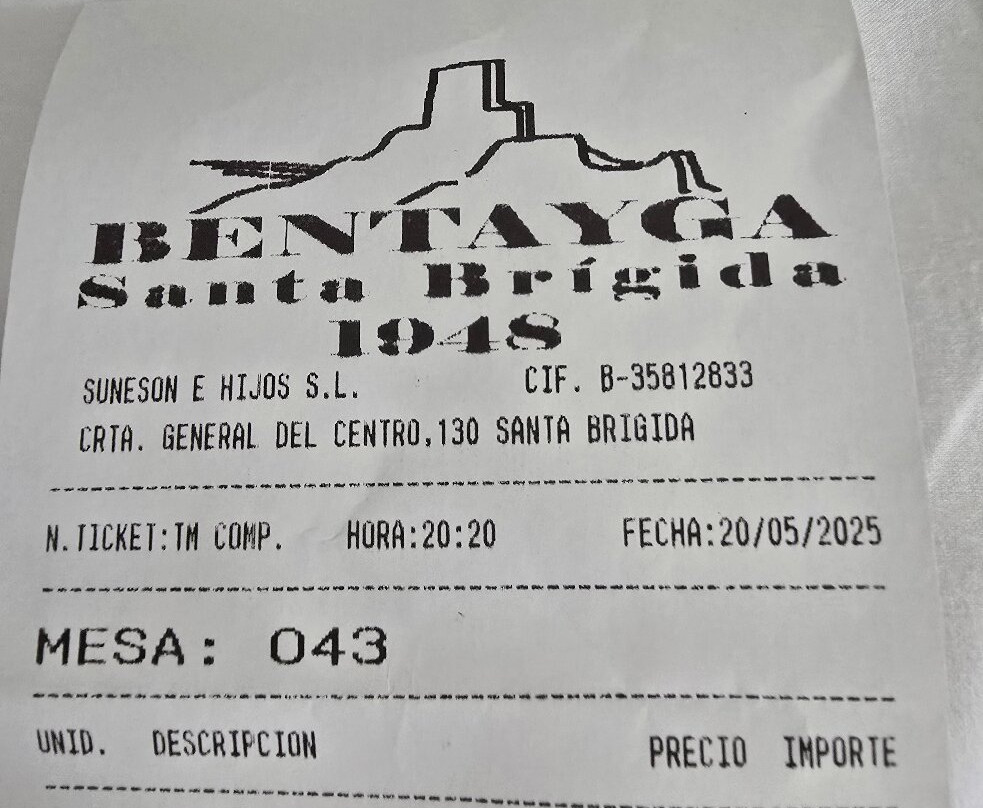 BENTAYGA
Santa Brígida
1948
SUNESON E HIJOS S.L. CIF. B-35812833
CRTA. GENERAL DEL CENTRO,130 SANTA BRIGIDA
N.TICKET:TM COMP. HORA:20:20 FECHA:20/05/2025
MESA: 043
UNID. DESCRIPCION PRECIO IMPORTE